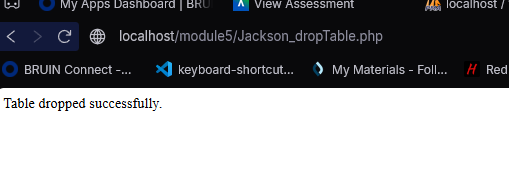 My Apps Dashboard | BRUI
View Assessment
localhost /
localhost/module5/Jackson_dropTable.php
BRUIN Connect -...
keyboard-shortcut...
My Materials - Foll...
Red
Table dropped successfully.